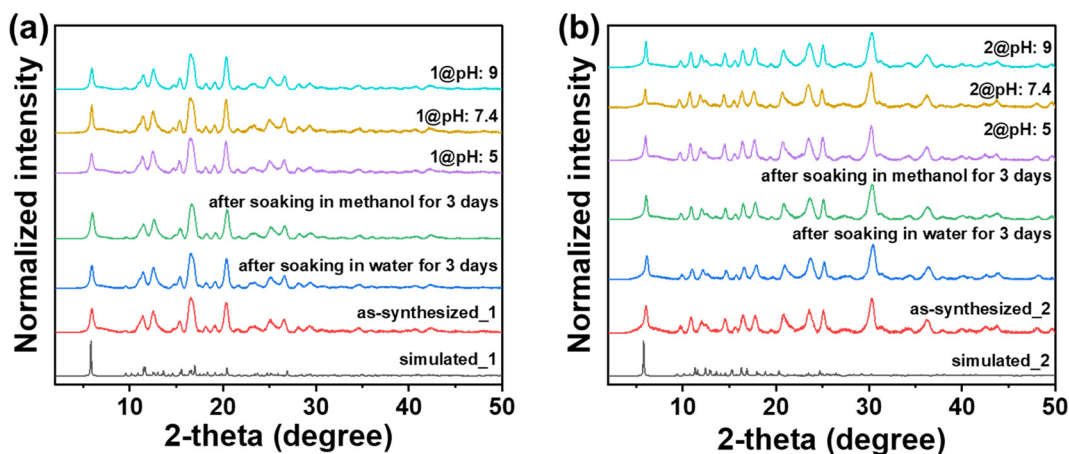 (a)
Normalized intensity
1@pH: 9
1@pH: 7.4
1@pH: 5
after soaking in methanol for 3 days
after soaking in water for 3 days
as-synthesized_1
simulated_1
10 20 30 40 50
2-theta (degree)
(b)
Normalized intensity
2@pH: 9
2@pH: 7.4
2@pH: 5
after soaking in methanol for 3 days
after soaking in water for 3 days
as-synthesized_2
simulated_2
10 20 30 40 50
2-theta (degree)